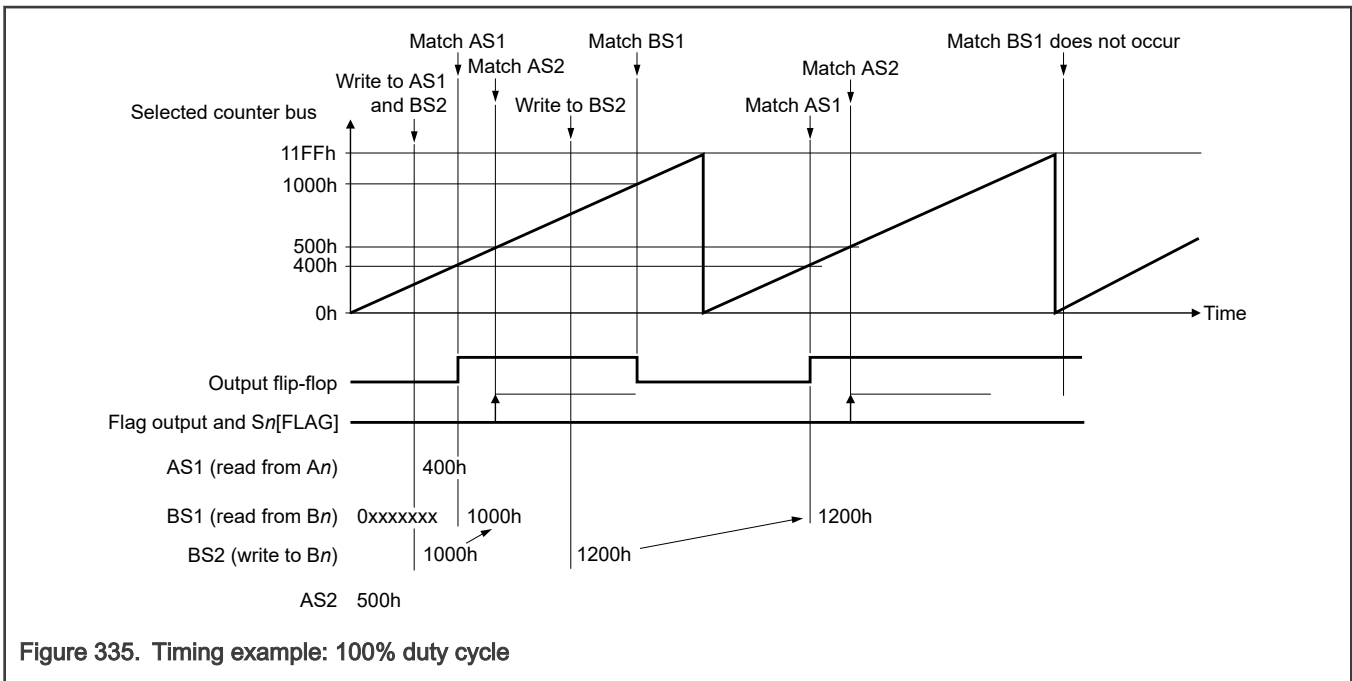 Match AS1
Match BS1
Match BS1 does not occur
Match AS2
Match AS2
Write to AS1
and BS2
Write to BS2
Match AS1
Selected counter bus
11FFh
1000h
500h
400h
0h
Time
Output flip-flop
Flag output and Sn[FLAG]
AS1 (read from An) 400h
BS1 (read from Bn) 0xxxxxxx 1000h 1200h
BS2 (write to Bn) 1000h 1200h
AS2 500h
Figure 335. Timing example: 100% duty cycle